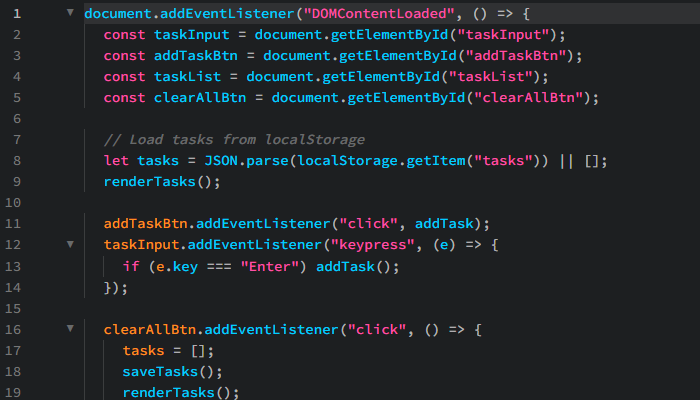 1 document.addEventListener("DOMContentLoaded", () => {
2 const taskInput = document.getElementById("taskInput");
3 const addTaskBtn = document.getElementById("addTaskBtn");
4 const taskList = document.getElementById("taskList");
5 const clearAllBtn = document.getElementById("clearAllBtn");
6
7 // Load tasks from localStorage
8 let tasks = JSON.parse(localStorage.getItem("tasks")) || [];
9 renderTasks();
10
11 addTaskBtn.addEventListener("click", addTask);
12 taskInput.addEventListener("keypress", (e) => {
13 if (e.key === "Enter") addTask();
14 });
15
16 clearAllBtn.addEventListener("click", () => {
17 tasks = [];
18 saveTasks();
19 renderTasks();